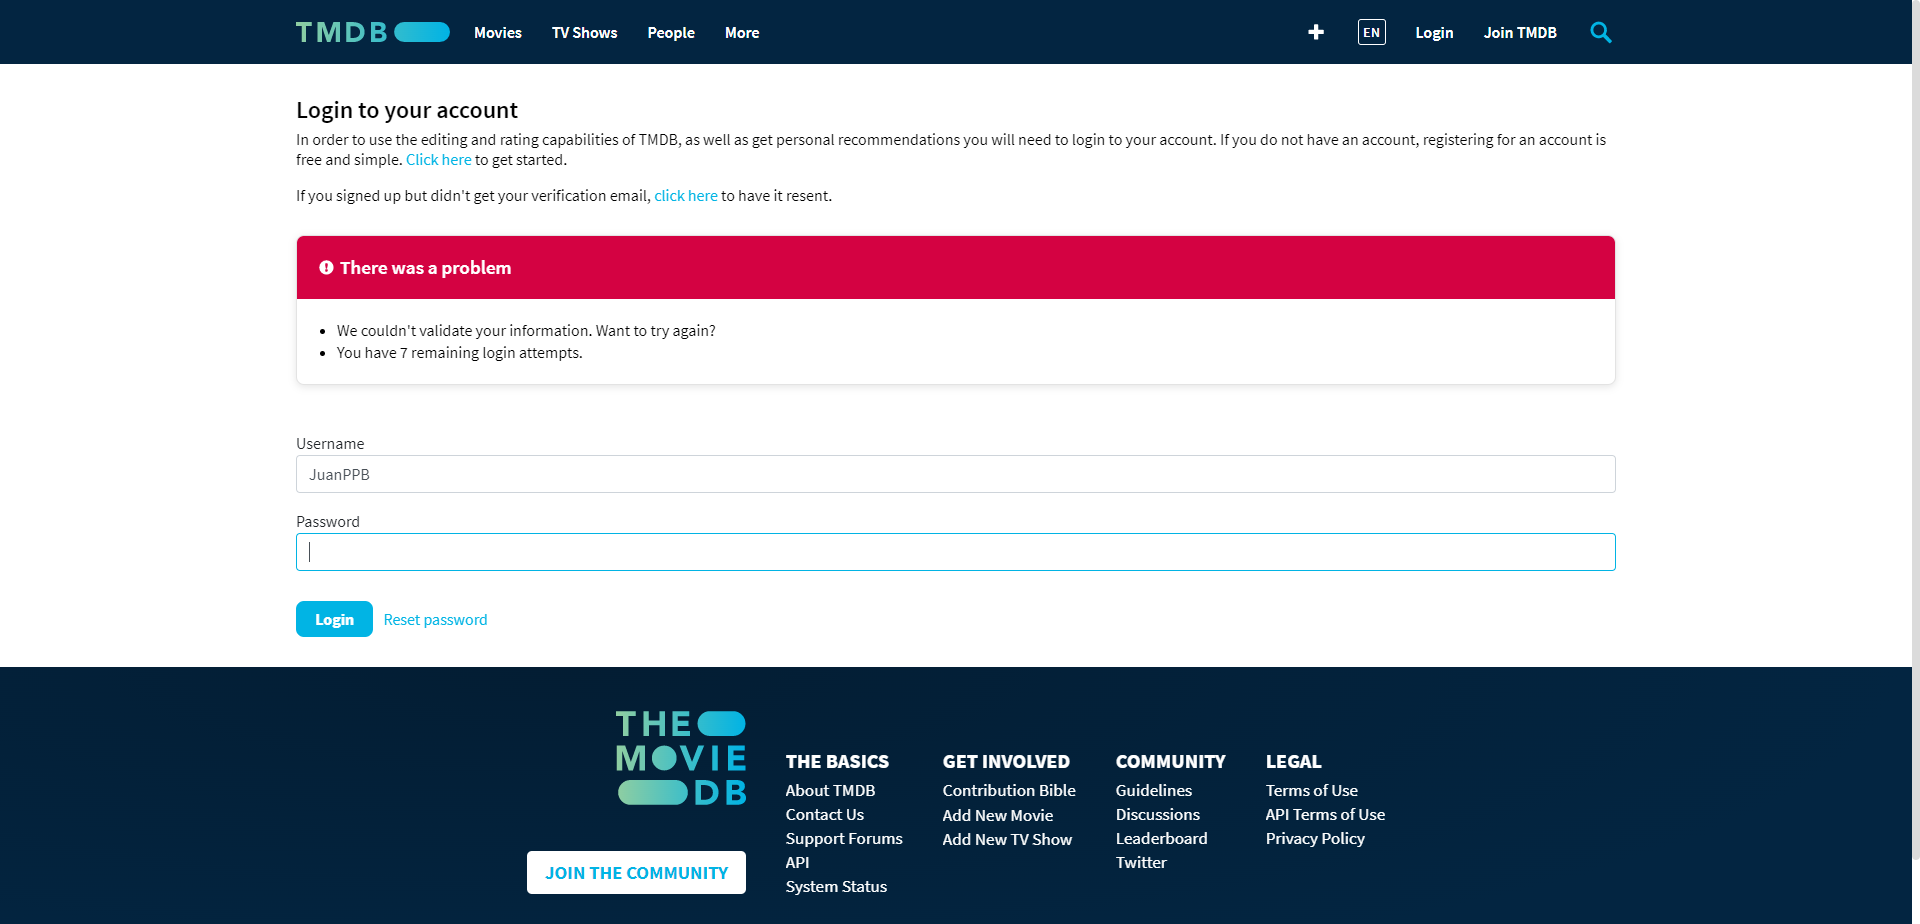 TMDB
Movies
TV Shows
People
More
EN
Login
Join TMDB
Login to your account
In order to use the editing and rating capabilities of TMDB, as well as get personal recommendations you will need to login to your account. If you do not have an account, registering for an account is
free and simple. Click here to get started.
If you signed up but didn't get your verification email, click here to have it resent.
There was a problem
We couldn't validate your information. Want to try again?
You have 7 remaining login attempts.
Username
JuanPPB
Password
Login
Reset password
THE
MOVIE
DB
JOIN THE COMMUNITY
THE BASICS
About TMDB
Contact Us
Support Forums
API
System Status
GET INVOLVED
Contribution Bible
Add New Movie
Add New TV Show
COMMUNITY
Guidelines
Discussions
Leaderboard
Twitter
LEGAL
Terms of Use
API Terms of Use
Privacy Policy